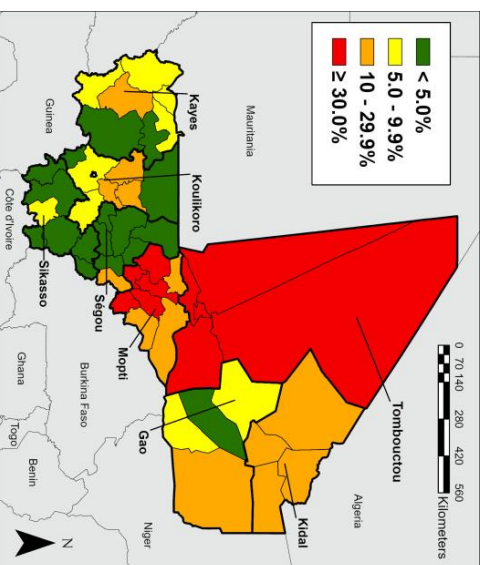 < 5.0%
5.0 - 9.9%
10 - 29.9%
≥ 30.0%
0 70 140 280 420 560
Kilometers
Mauritania
Algeria
Tombouctou
Kidal
Gao
Mopti
Ségou
Sikasso
Koulikoro
Kayes
Guinea
Côte d'Ivoire
Burkina Faso
Ghana
Togo
Benin
Niger
N